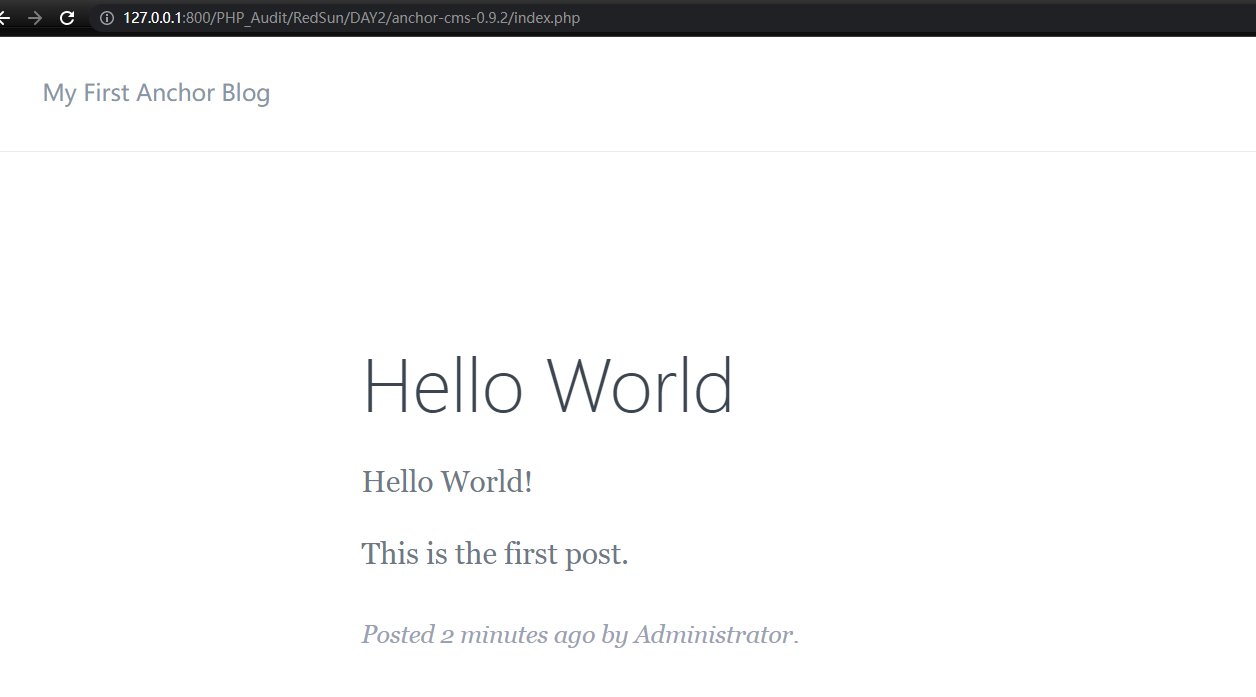 127.0.0.1:800/PHP_Audit/RedSun/DAY2/anchor-cms-0.9.2/index.php
My First Anchor Blog
Hello World
Hello World!
This is the first post.
Posted 2 minutes ago by Administrator.